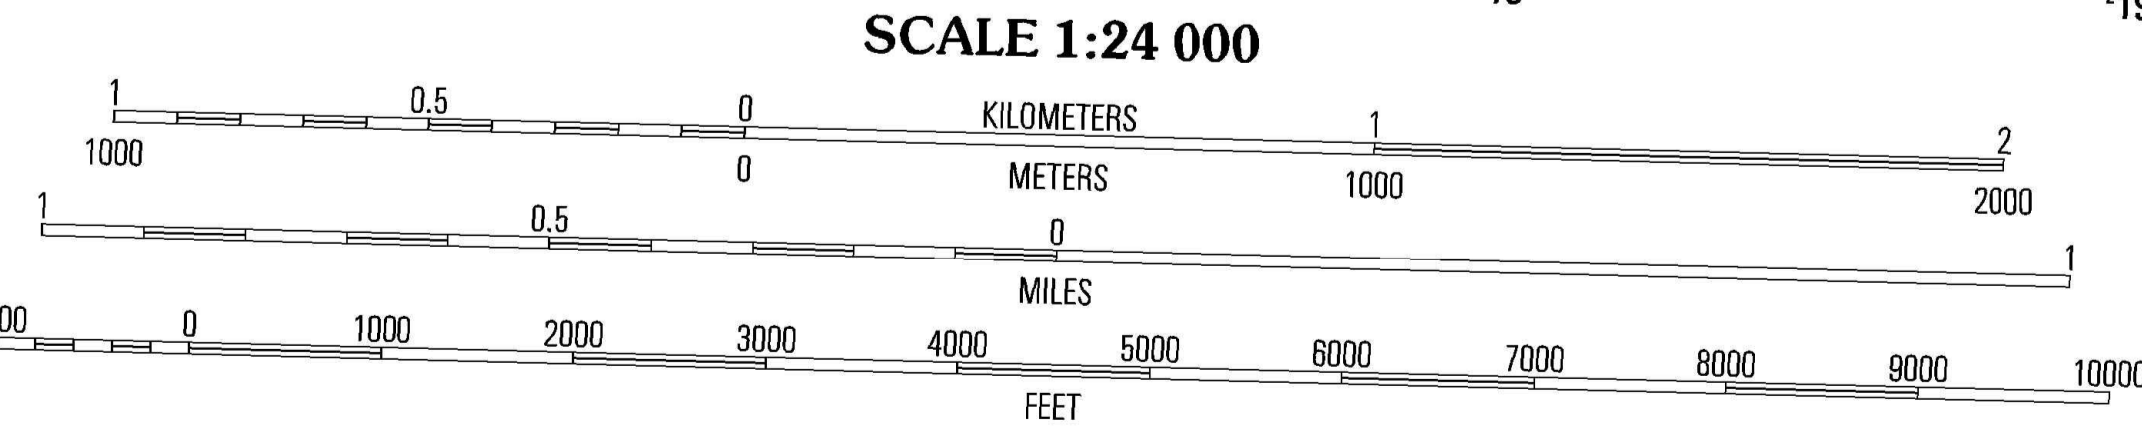 SCALE 1:24 000
1 0.5 0 KILOMETERS 1 2
1000 0 METERS 1000 2000
1 0.5 0 1
MILES
0 1000 2000 3000 4000 5000 6000 7000 8000 9000 10000
FEET